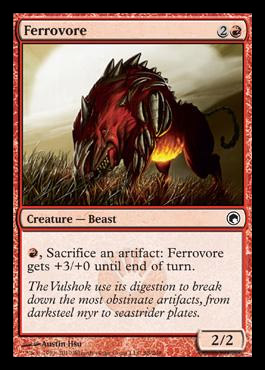 Ferrovore 2
Creature — Beast
, Sacrifice an artifact: Ferrovore
gets +3/+0 until end of turn.
The Vulshok use its digestion to break
down the most obstinate artifacts, from
darksteel myr to seastrider plates.
Austin Hsu
2/2